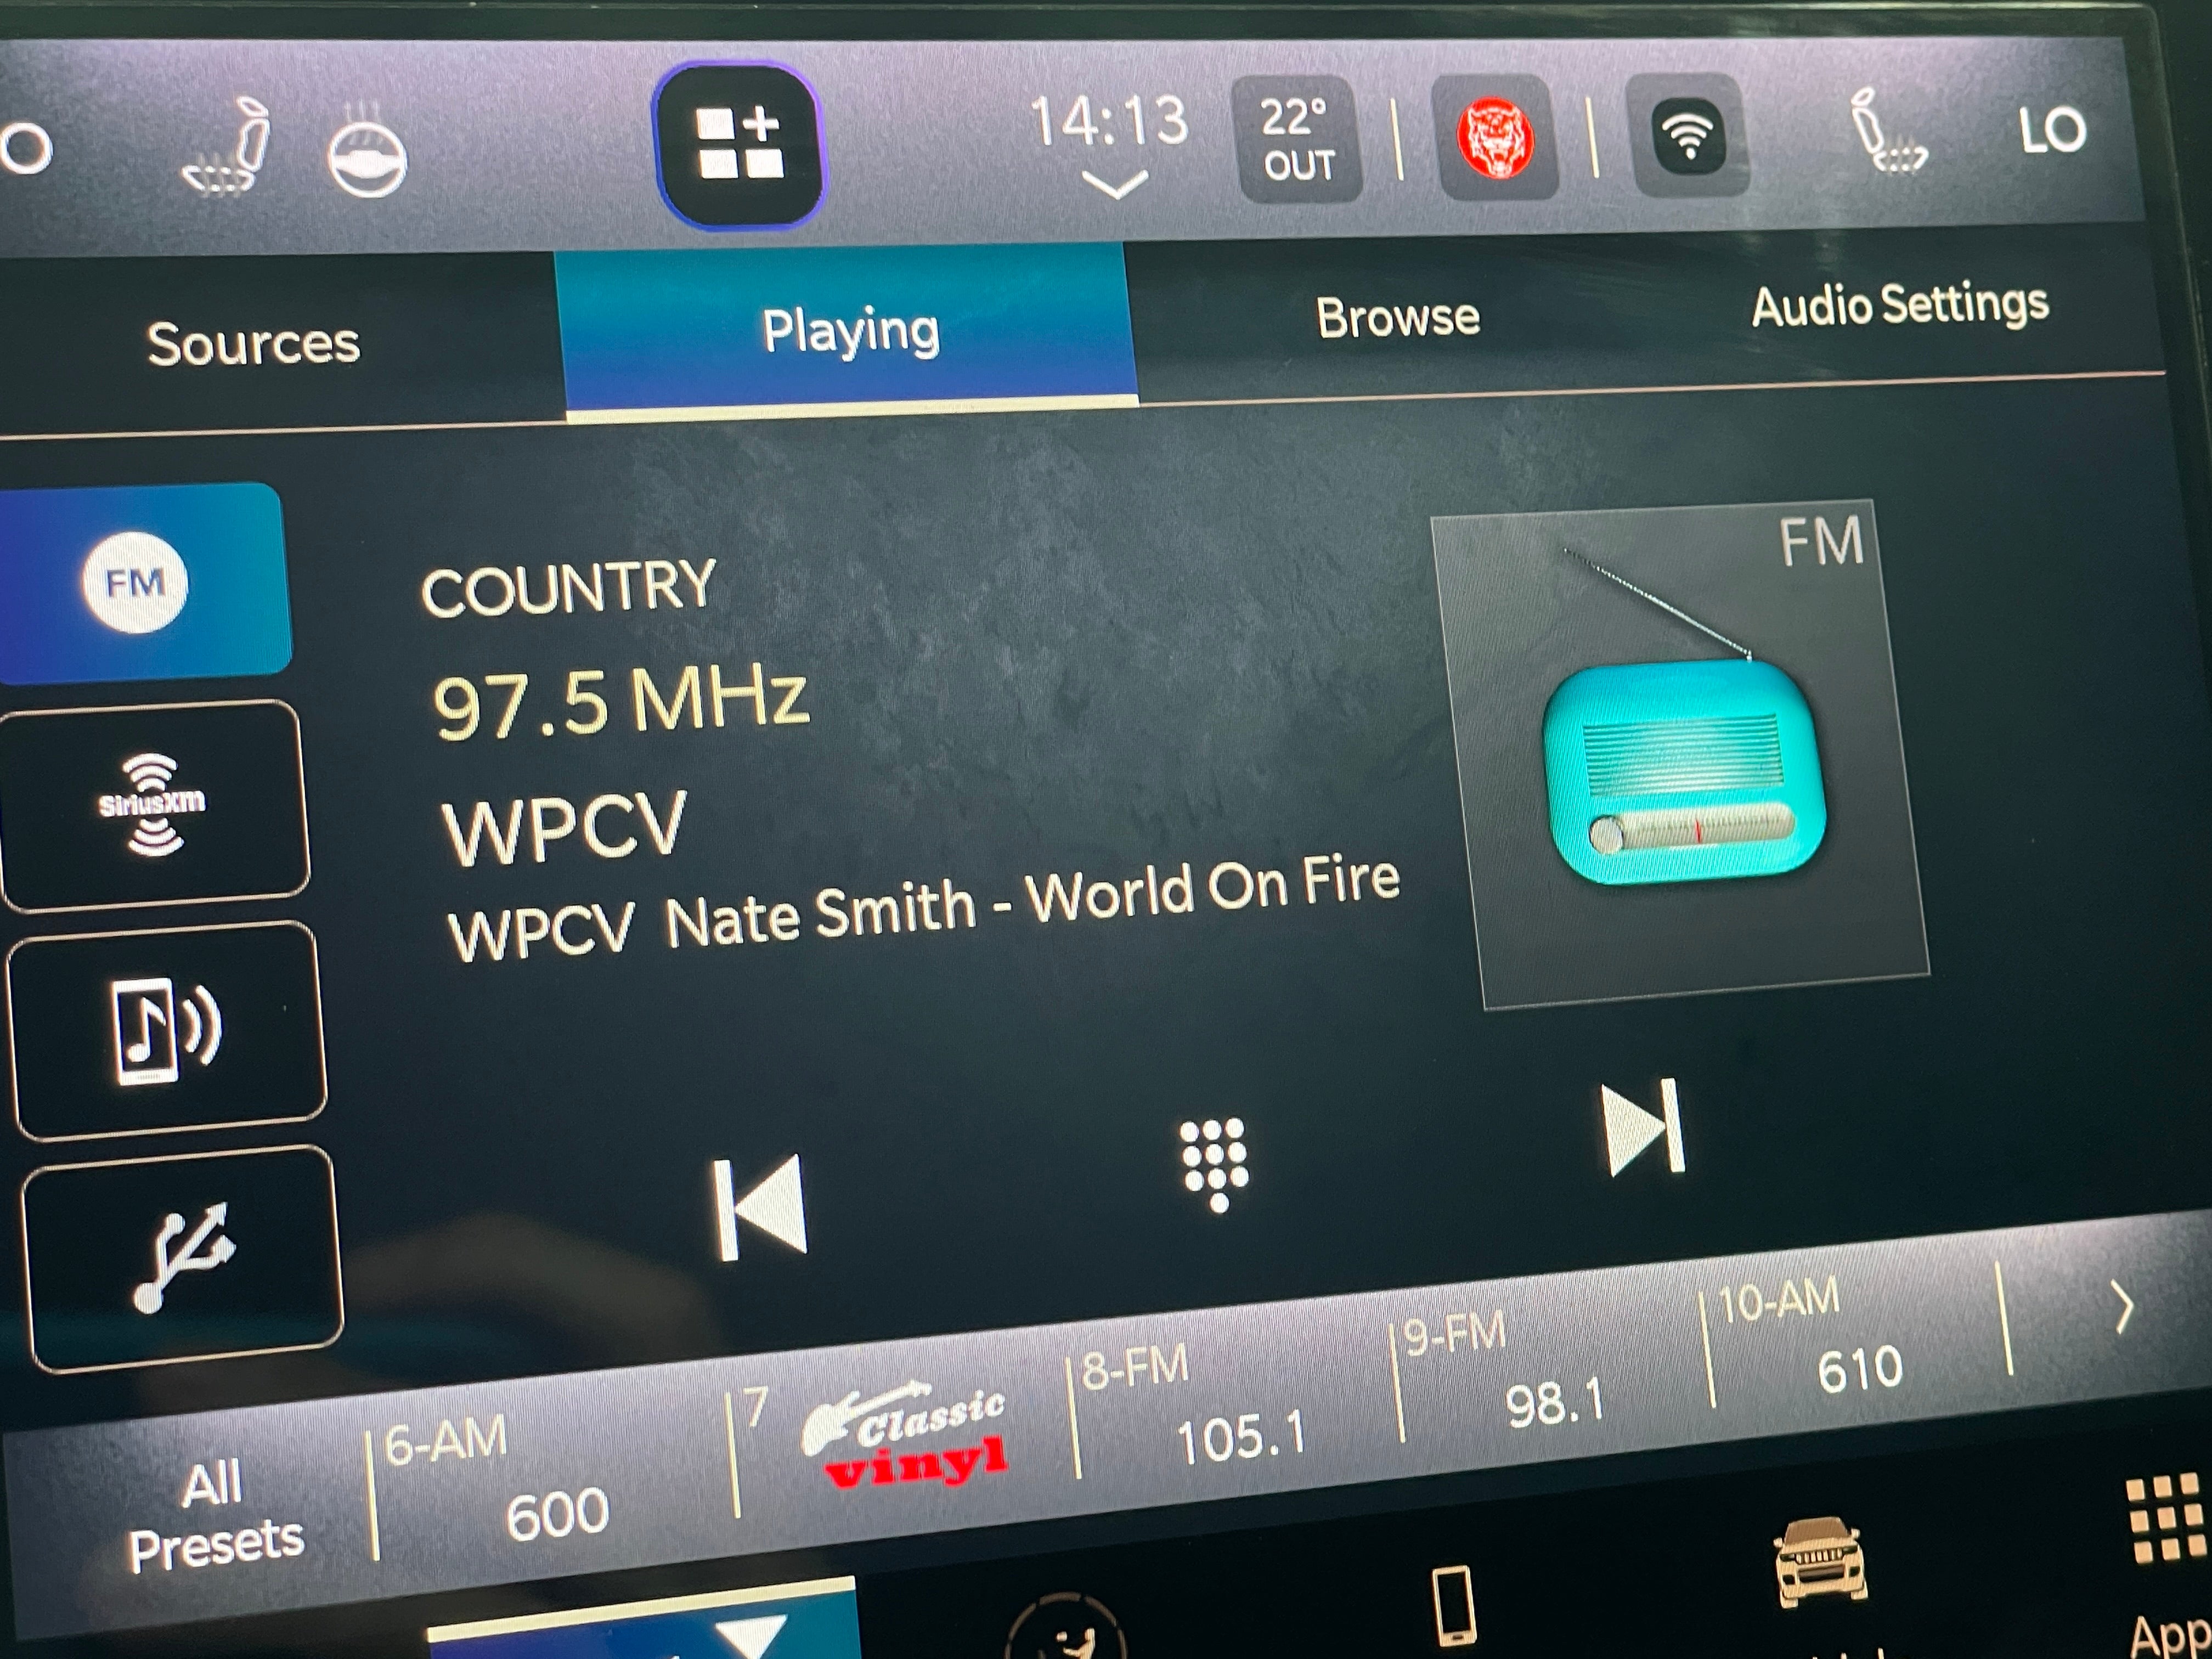 O
14:13
22°
OUT
LO
Sources
Playing
Browse
Audio Settings
FM
COUNTRY
97.5 MHz
WPCV
WPCV Nate Smith - World On Fire
FM
SiriusXM
All
Presets
6-AM
600
7
Classic
vinyl
8-FM
105.1
9-FM
98.1
10-AM
610
App